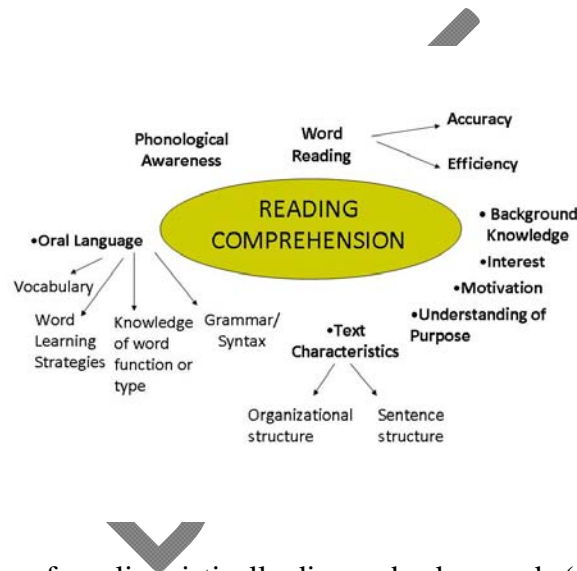 Phonological
Awareness
Word
Reading
Accuracy
Efficiency
READING
COMPREHENSION
• Background
Knowledge
•Interest
•Motivation
•Understanding of
Purpose
•Oral Language
Vocabulary
Word
Learning
Strategies
Knowledge
of word
function or
type
Grammar/
Syntax
•Text
Characteristics
Organizational
structure
Sentence
structure